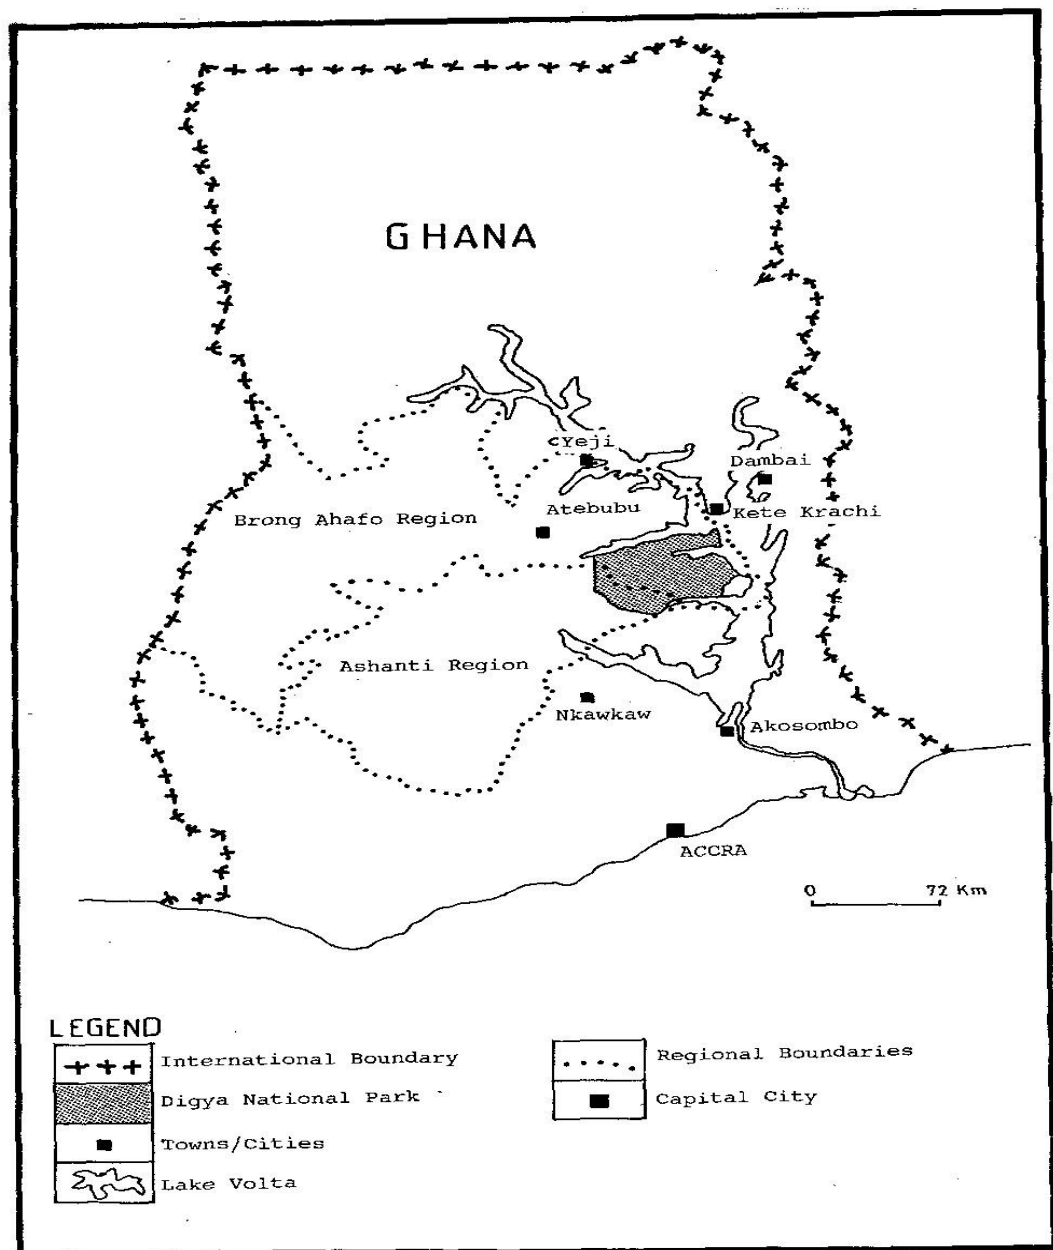 GHANA
Yeji
Dambai
Atebubu
Kete Krachi
Brong Ahafo Region
Ashanti Region
Nkawkaw
Akosombo
ACCRA
0 72 Km
LEGEND
International Boundary
Digya National Park
Towns/Cities
Lake Volta
Regional Boundaries
Capital City